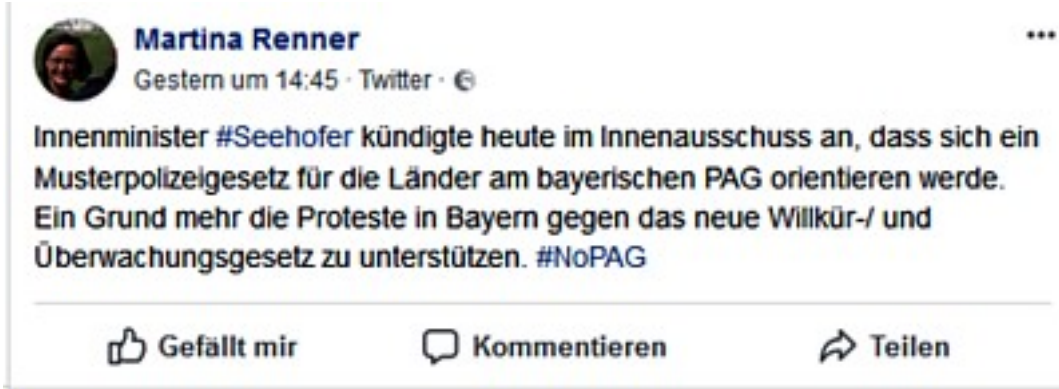 Martina Renner
Gestern um 14:45 · Twitter ·
Innenminister #Seehofer kündigte heute im Innenausschuss an, dass sich ein
Musterpolizeigesetz für die Länder am bayerischen PAG orientieren werde.
Ein Grund mehr die Proteste in Bayern gegen das neue Willkür-/ und
Überwachungsgesetz zu unterstützen. #NoPAG
Gefällt mir Kommentieren Teilen